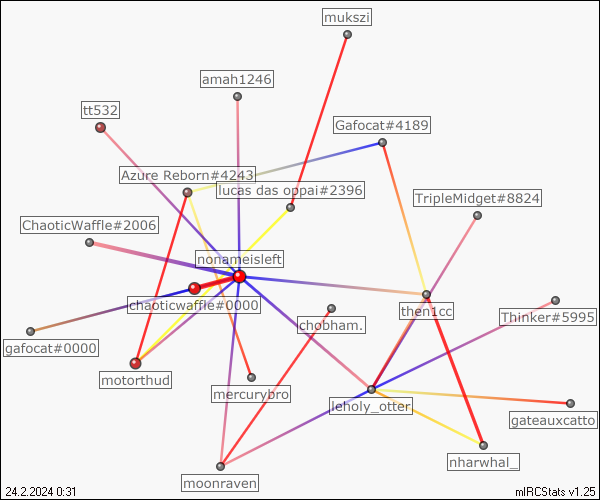 mukszi
amah1246
tt532
Gafocat#4189
Azure Reborn#4243
lucas das oppai#2396
TripleMidget#8824
ChaoticWaffle#2006
nonameisleft
chaoticwaffle#0000
then1cc
Thinker#5995
chobham.
gafocat#0000
motorthud
mercurybro
leholy_otter
gateauxcatto
nharwhal_
moonraven
24.2.2024 0:31
mIRCStats v1.25